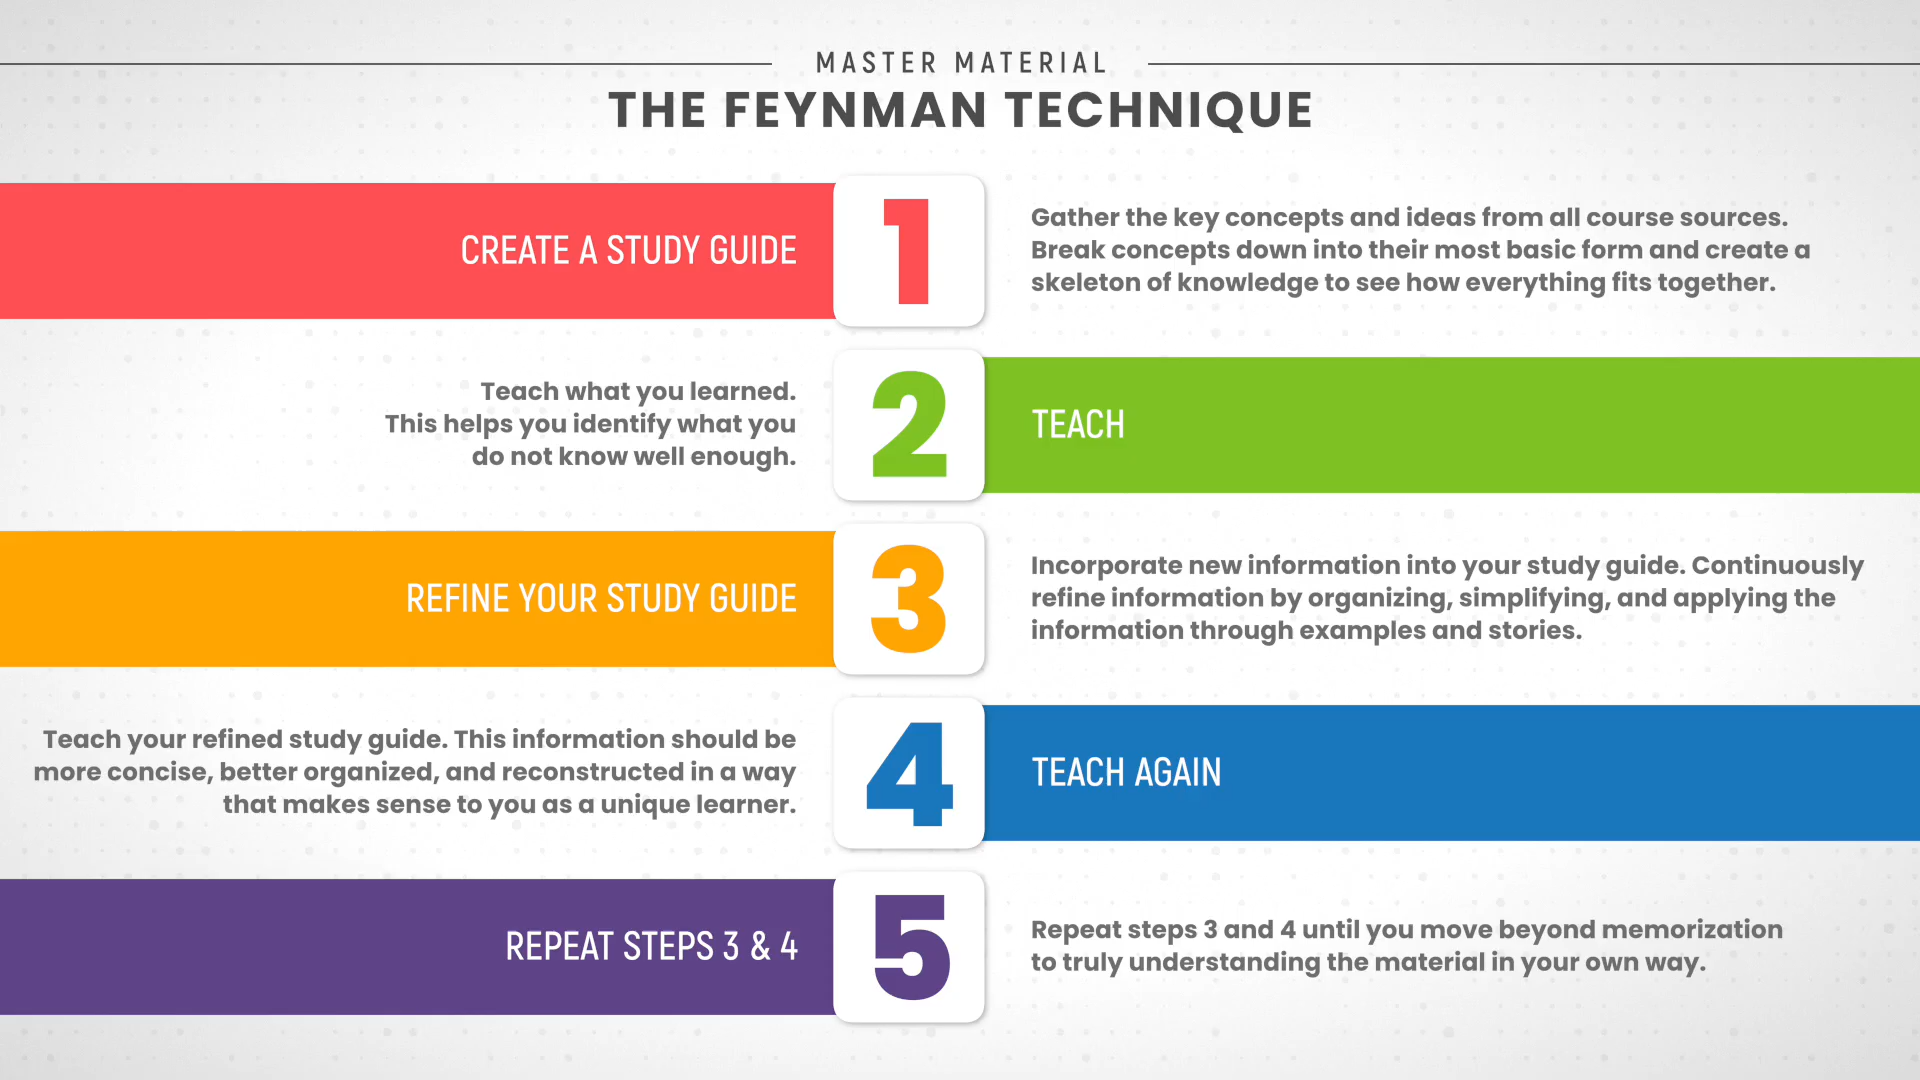 MASTER MATERIAL
THE FEYNMAN TECHNIQUE
CREATE A STUDY GUIDE
1
Gather the key concepts and ideas from all course sources.
Break concepts down into their most basic form and create a
skeleton of knowledge to see how everything fits together.
Teach what you learned.
This helps you identify what you
do not know well enough.
2
TEACH
REFINE YOUR STUDY GUIDE
3
Incorporate new information into your study guide. Continuously
refine information by organizing, simplifying, and applying the
information through examples and stories.
Teach your refined study guide. This information should be
more concise, better organized, and reconstructed in a way
that makes sense to you as a unique learner.
4
TEACH AGAIN
REPEAT STEPS 3 & 4
5
Repeat steps 3 and 4 until you move beyond memorization
to truly understanding the material in your own way.